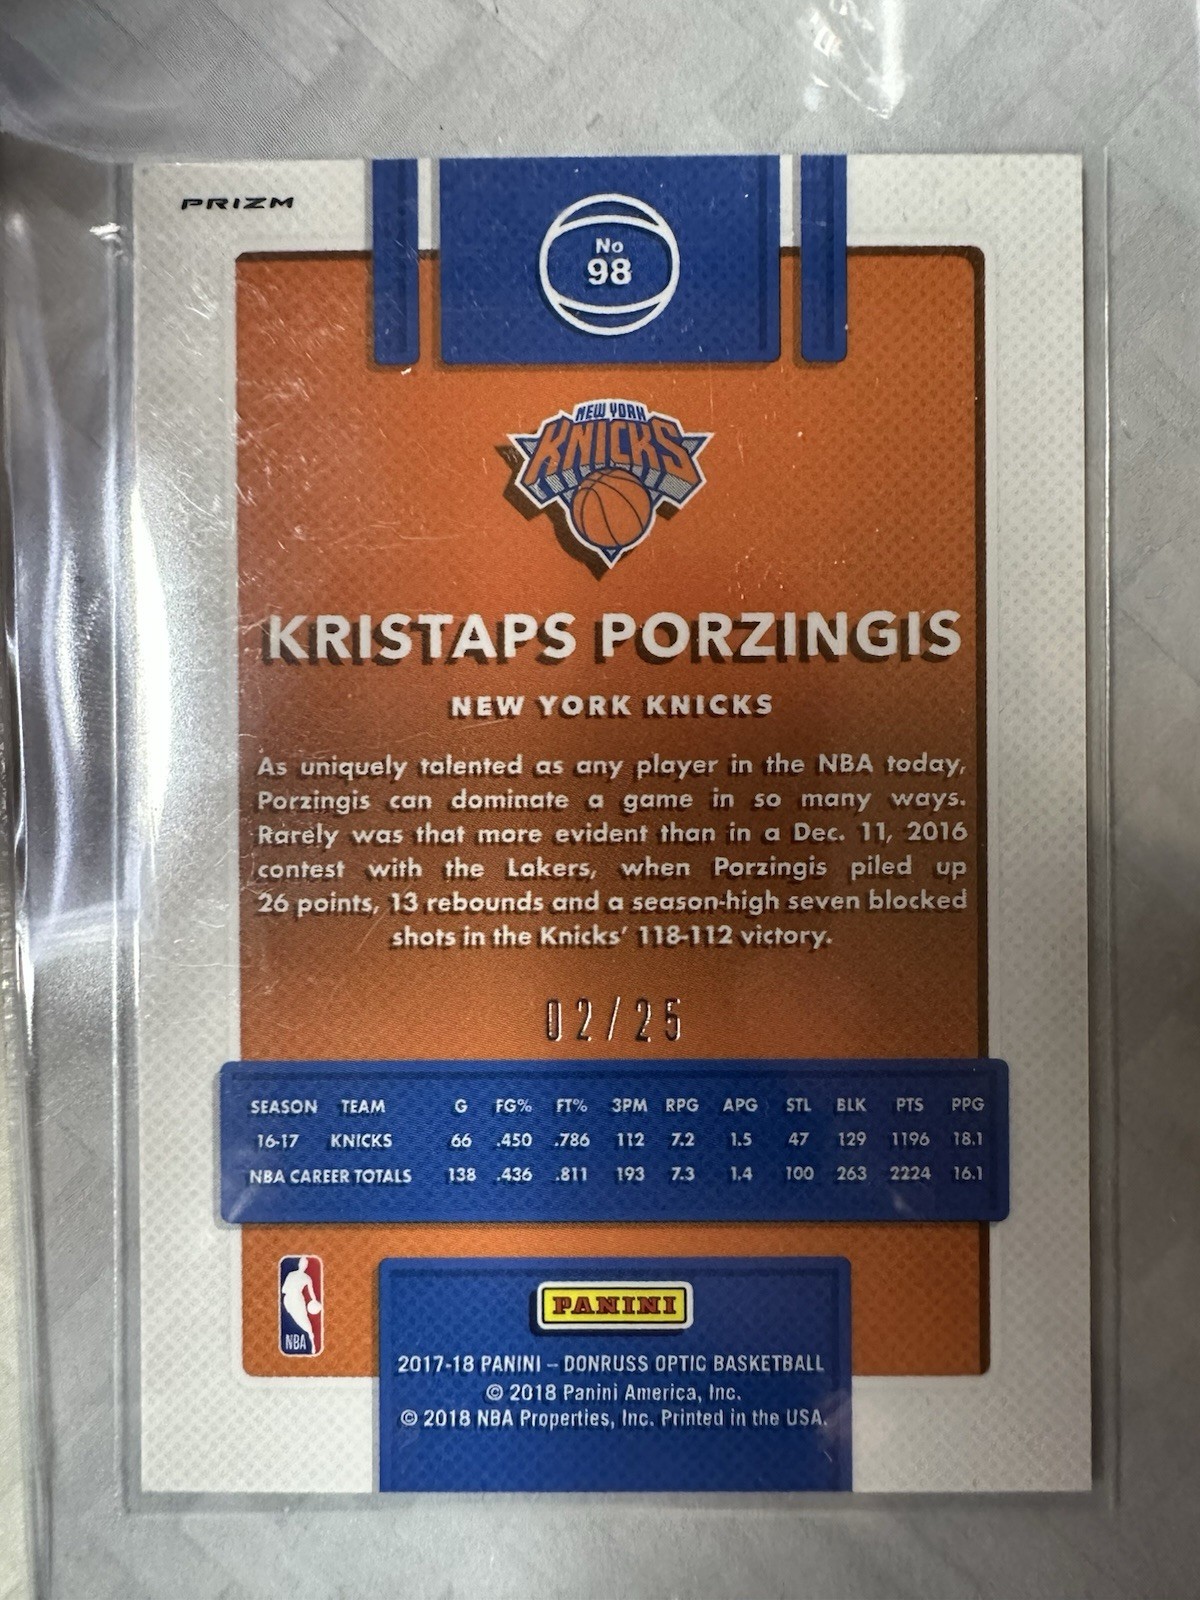 PRIZM
No
98
NEW YORK
KNICKS
KRISTAPS PORZINGIS
NEW YORK KNICKS
As uniquely talented as any player in the NBA today,
Porzingis can dominate a game in so many ways.
Rarely was that more evident than in a Dec. 11, 2016
contest with the Lakers, when Porzingis piled up
26 points, 13 rebounds and a season-high seven blocked
shots in the Knicks' 118-112 victory.
02/25
SEASON TEAM G FG% FT% 3PM RPG APG STL BLK PTS PPG
16-17 KNICKS 66 .450 .786 112 7.2 1.5 47 129 1196 18.1
NBA CAREER TOTALS 138 .436 .811 193 7.3 1.4 100 263 2224 16.1
NBA
PANINI
2017-18 PANINI – DONRUSS OPTIC BASKETBALL
© 2018 Panini America, Inc.
© 2018 NBA Properties, Inc. Printed in the USA.